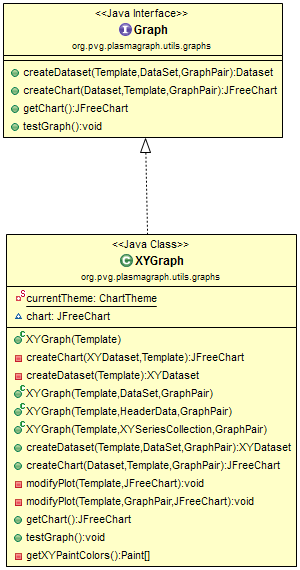 <<Java Interface>>
I Graph
org.pvg.plasmagraph.utils.graphs
createDataset(Template,DataSet,GraphPair):Dataset
createChart(Dataset,Template,GraphPair):JFreeChart
getChart():JFreeChart
testGraph():void
<<Java Class>>
C XYGraph
org.pvg.plasmagraph.utils.graphs
S currentTheme: ChartTheme
chart: JFreeChart
C XYGraph(Template)
createChart(XYDataset,Template):JFreeChart
createDataset(Template):XYDataset
C XYGraph(Template,DataSet,GraphPair)
C XYGraph(Template,HeaderData,GraphPair)
C XYGraph(Template,XYSeriesCollection,GraphPair)
createDataset(Template,DataSet,GraphPair):XYDataset
createChart(Dataset,Template,GraphPair):JFreeChart
modifyPlot(Template,JFreeChart):void
modifyPlot(Template,GraphPair,JFreeChart):void
getChart():JFreeChart
testGraph():void
getXYPaintColors():Paint[]